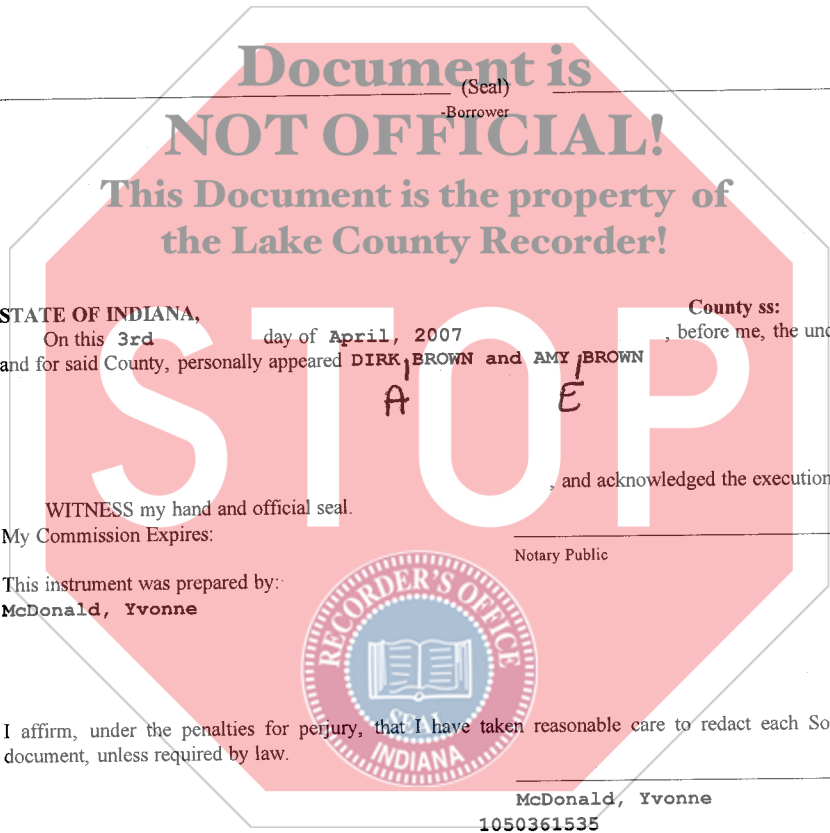 Document is
(Seal)
-Borrower
NOT OFFICIAL!
This Document is the property of
the Lake County Recorder!
STOP
STATE OF INDIANA, County ss:
On this 3rd day of April, 2007 , before me, the und
and for said County, personally appeared DIRK BROWN and AMY BROWN
A E
, and acknowledged the execution
WITNESS my hand and official seal.
My Commission Expires:
Notary Public
This instrument was prepared by:
McDonald, Yvonne
RECORDER'S OFFICE
SEAL
INDIANA
I affirm, under the penalties for perjury, that I have taken reasonable care to redact each So
document, unless required by law.
McDonald, Yvonne
1050361535